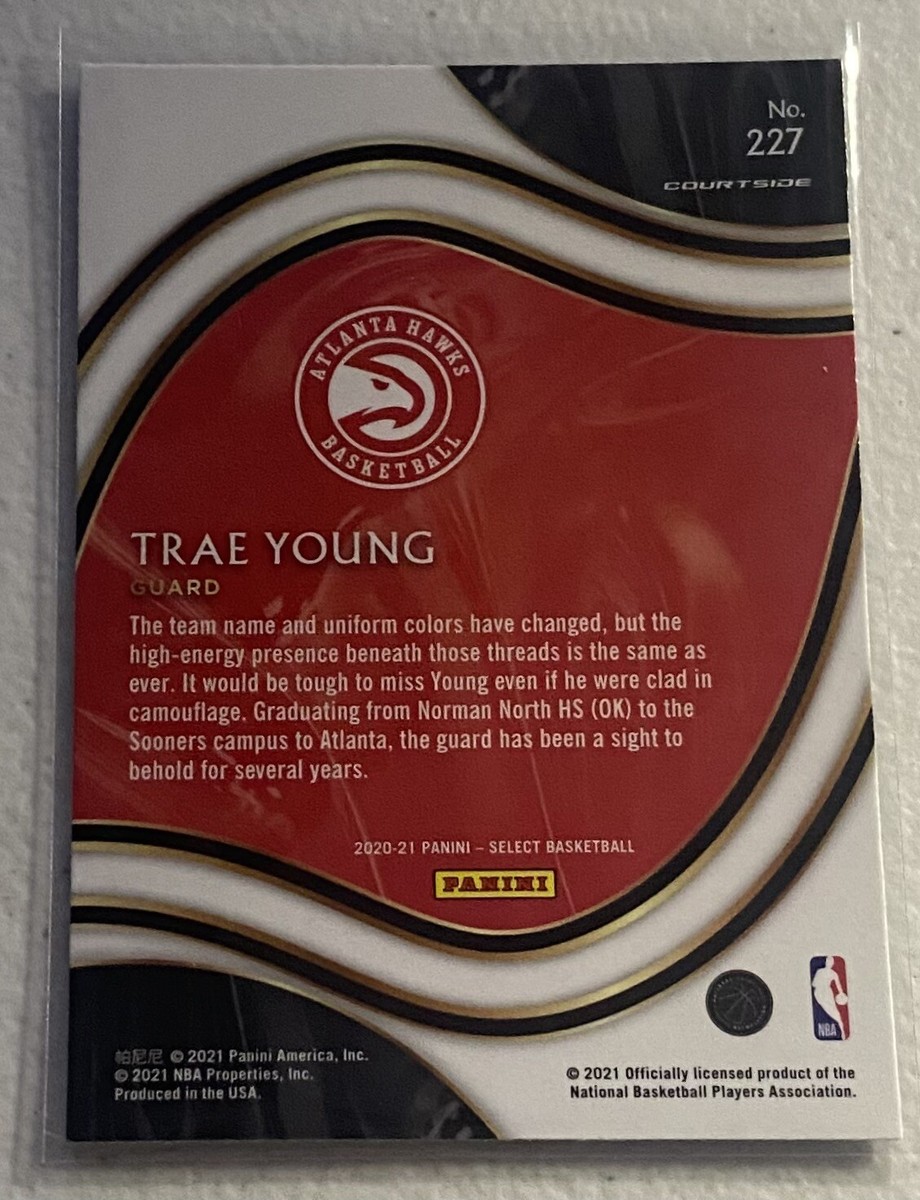 No.
227
COURTSIDE
ATLANTA HAWKS
BASKETBALL
TRAE YOUNG
GUARD
The team name and uniform colors have changed, but the
high-energy presence beneath those threads is the same as
ever. It would be tough to miss Young even if he were clad in
camouflage. Graduating from Norman North HS (OK) to the
Sooners campus to Atlanta, the guard has been a sight to
behold for several years.
2020-21 PANINI – SELECT BASKETBALL
PANINI
NBA
帕尼尼 © 2021 Panini America, Inc.
© 2021 NBA Properties, Inc.
Produced in the USA.
© 2021 Officially licensed product of the
National Basketball Players Association.